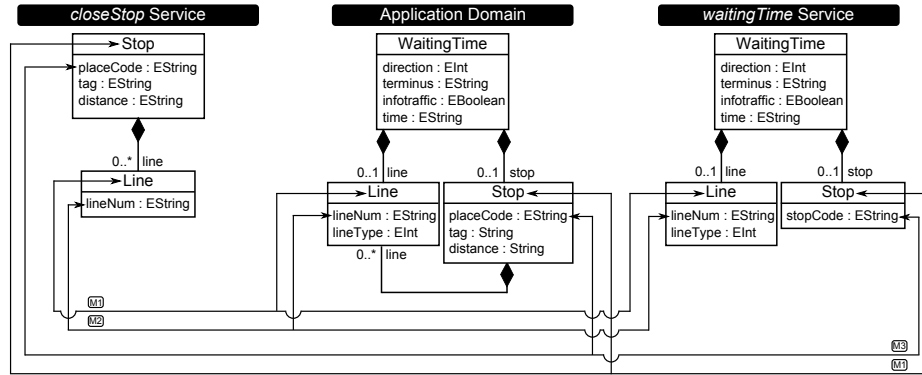 closeStop Service
Application Domain
waitingTime Service
Stop
placeCode : EString
tag : EString
distance : EString
0..* line
Line
lineNum : EString
WaitingTime
direction : EInt
terminus : EString
infotraffic : EBoolean
time : EString
0..1 line
0..1 stop
Line
lineNum : EString
lineType : EInt
0..* line
Stop
placeCode : EString
tag : String
distance : String
WaitingTime
direction : EInt
terminus : EString
infotraffic : EBoolean
time : EString
0..1 line
0..1 stop
Line
lineNum : EString
lineType : EInt
Stop
stopCode : EString
M1
M2
M3
M1